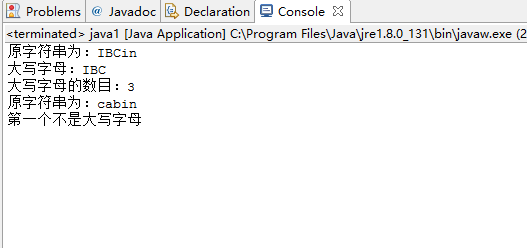 Problems @ Javadoc Declaration Console
<terminated> java1 [Java Application] C:\Program Files\Java\jre1.8.0_131\bin\javaw.exe (2
原字符串为：IBCin
大写字母：IBC
大写字母的数目：3
原字符串为：cabin
第一个不是大写字母